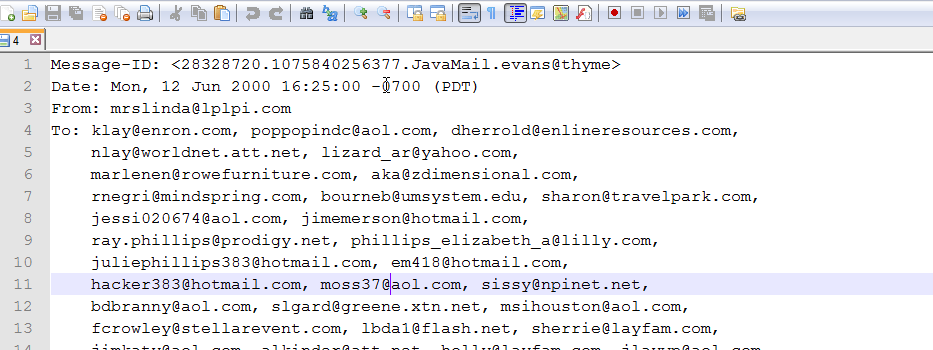 4
1 Message-ID: <28328720.1075840256377.JavaMail.evans@thyme>
2 Date: Mon, 12 Jun 2000 16:25:00 -0700 (PDT)
3 From: mrslinda@lplpi.com
4 To: klay@enron.com, poppopindc@aol.com, dherrold@enlineresources.com,
5 nlay@worldnet.att.net, lizard_ar@yahoo.com,
6 marlenen@rowefurniture.com, aka@zdimensional.com,
7 rnegri@mindspring.com, bourneb@umsystem.edu, sharon@travelpark.com,
8 jessi020674@aol.com, jimemerson@hotmail.com,
9 ray.phillips@prodigy.net, phillips_elizabeth_a@lilly.com,
10 juliephillips383@hotmail.com, em418@hotmail.com,
11 hacker383@hotmail.com, moss37@aol.com, sissy@npinet.net,
12 bdbranny@aol.com, slgard@greene.xtn.net, msihouston@aol.com,
13 fcrowley@stellarevent.com, lbda1@flash.net, sherrie@layfam.com,